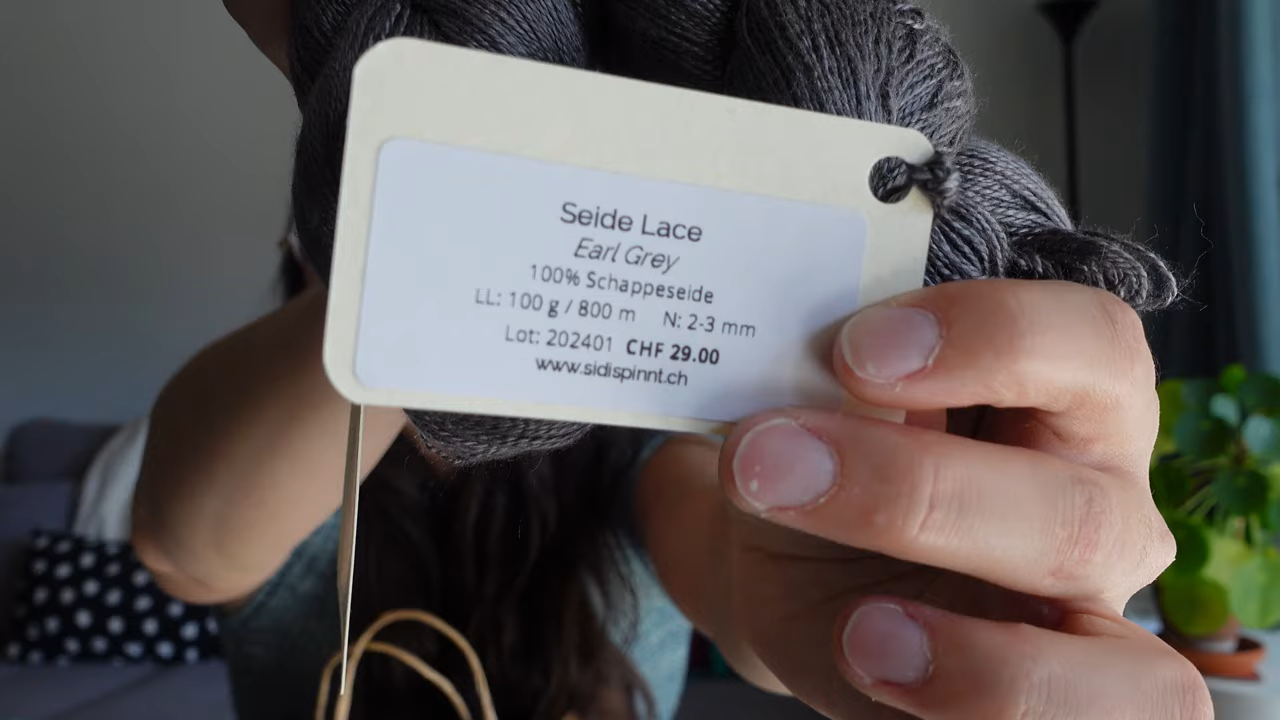 Seide Lace
Earl Grey
100% Schappeseide
LL: 100 g / 800 m N: 2-3 mm
Lot: 202401 CHF 29.00
www.sidispinnt.ch